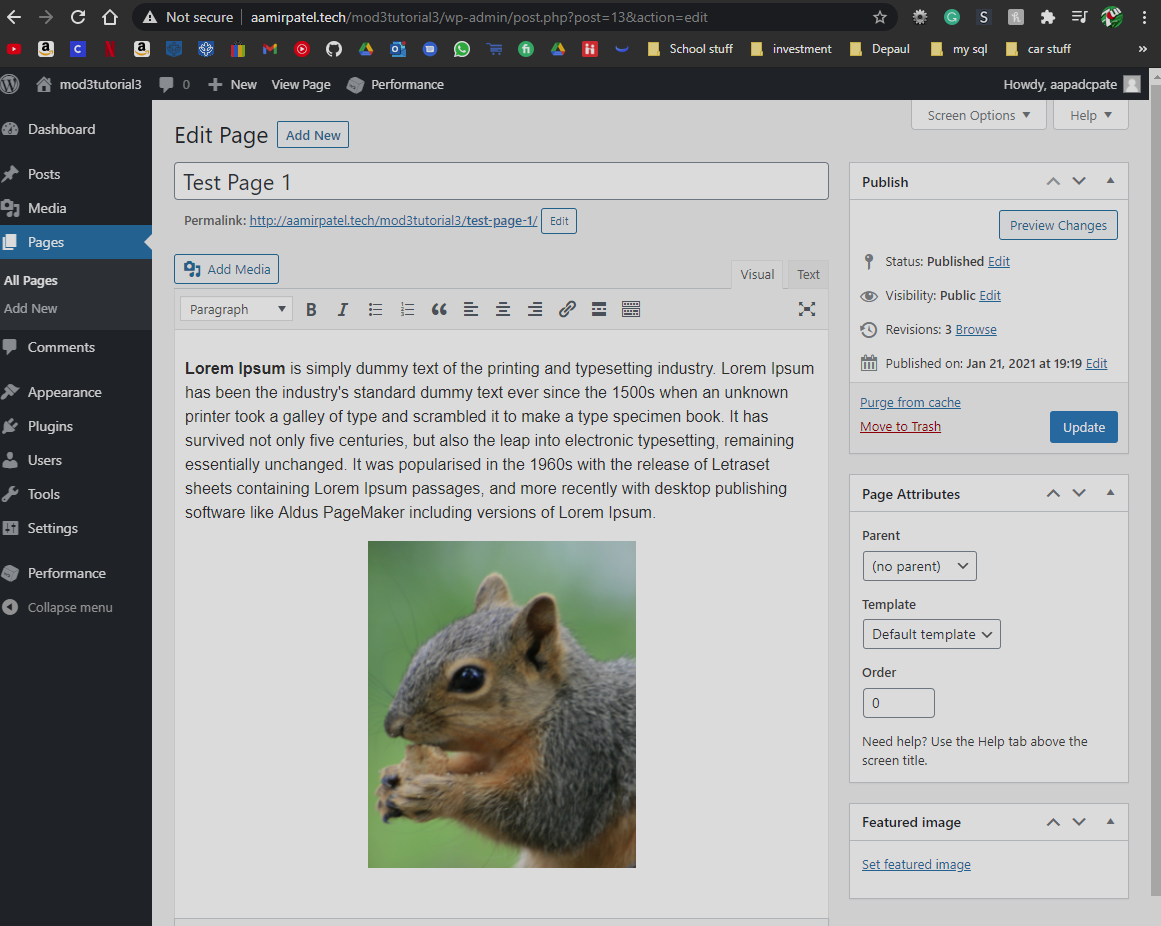 Not secure
aamirpatel.tech/mod3tutorial3/wp-admin/post.php?post=13&action=edit
School stuff
investment
Depaul
my sql
car stuff
mod3tutorial3
0
New
View Page
Performance
Howdy, aapadcpate
Dashboard
Posts
Media
Pages
All Pages
Add New
Comments
Appearance
Plugins
Users
Tools
Settings
Performance
Collapse menu
Screen Options
Help
Edit Page
Add New
Test Page 1
Permalink: http://aamirpatel.tech/mod3tutorial3/test-page-1/ Edit
Add Media
Visual
Text
Paragraph
B
I
Lorem Ipsum is simply dummy text of the printing and typesetting industry. Lorem Ipsum
has been the industry's standard dummy text ever since the 1500s when an unknown
printer took a galley of type and scrambled it to make a type specimen book. It has
survived not only five centuries, but also the leap into electronic typesetting, remaining
essentially unchanged. It was popularised in the 1960s with the release of Letraset
sheets containing Lorem Ipsum passages, and more recently with desktop publishing
software like Aldus PageMaker including versions of Lorem Ipsum.
Publish
Preview Changes
Status: Published Edit
Visibility: Public Edit
Revisions: 3 Browse
Published on: Jan 21, 2021 at 19:19 Edit
Purge from cache
Move to Trash
Update
Page Attributes
Parent
(no parent)
Template
Default template
Order
0
Need help? Use the Help tab above the
screen title.
Featured image
Set featured image